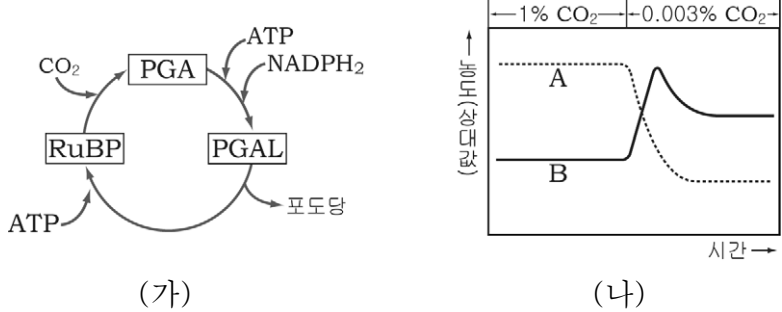 CO₂
PGA
ATP
NADPH₂
RuBP
PGAL
ATP
포도당
(가)
1% CO₂
0.003% CO₂
농도(상대값)
A
B
시간
(나)